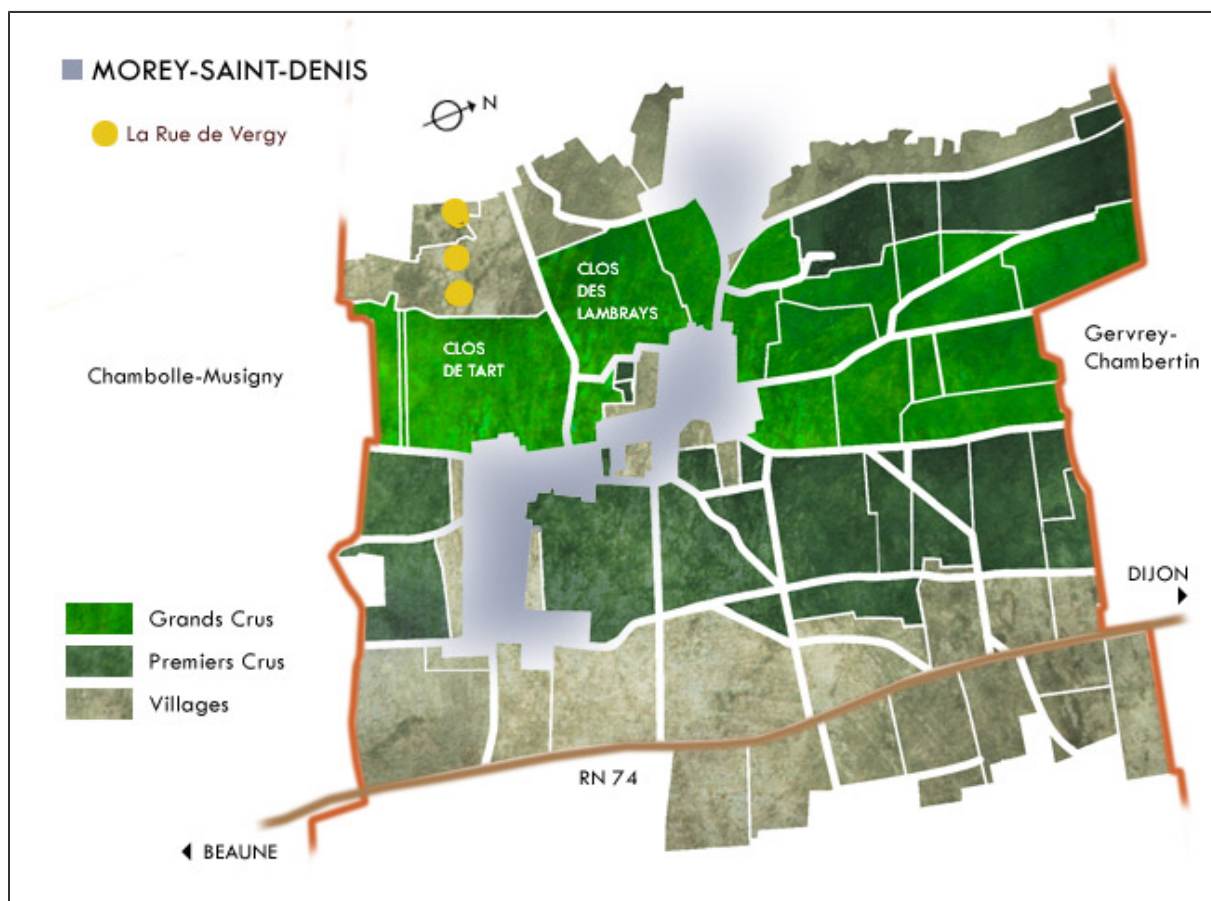 MOREY-SAINT-DENIS
N
La Rue de Vergy
CLOS
DES
LAMBRAYS
CLOS
DE TART
Chambolle-Musigny
Gervrey-
Chambertin
DIJON
Grands Crus
Premiers Crus
Villages
RN 74
BEAUNE